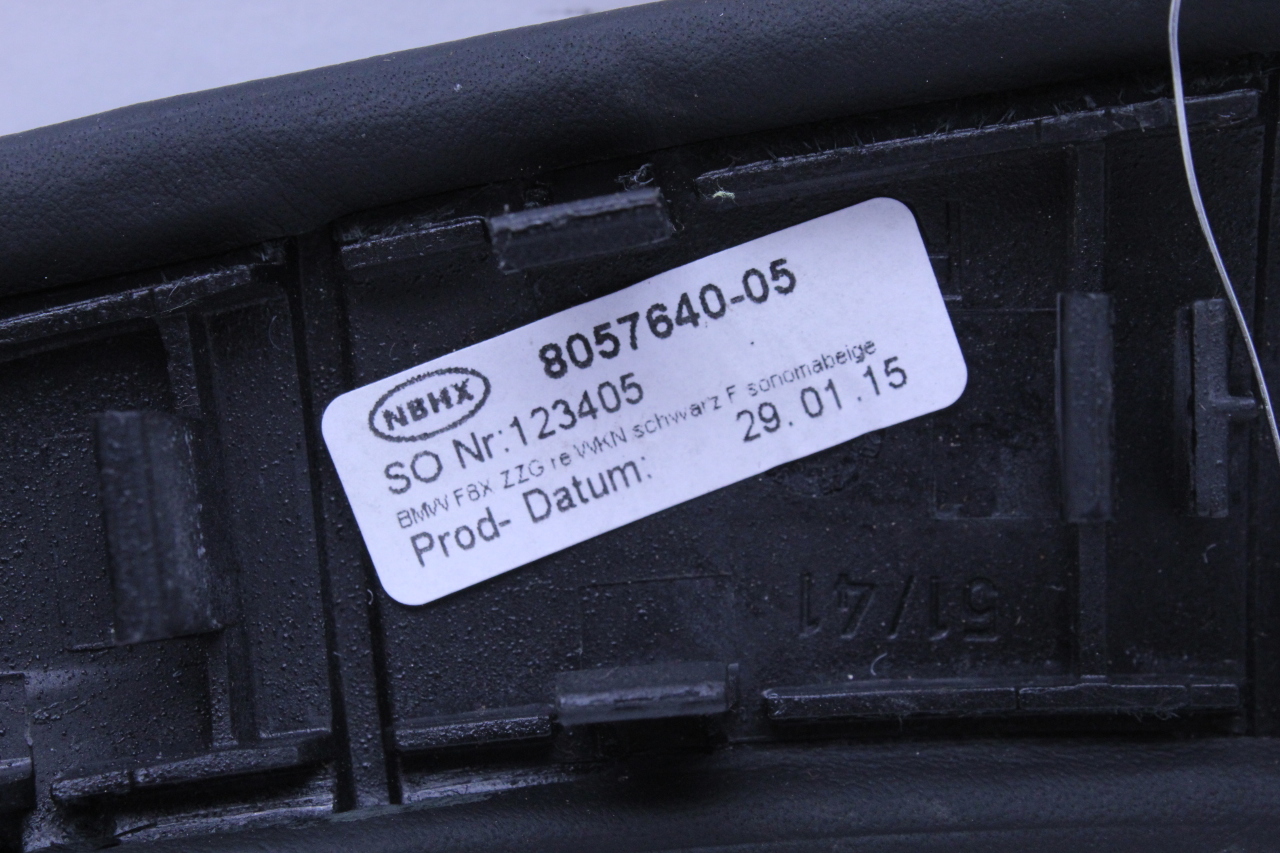 8057640-05
NBHX
SO Nr:123405
BMW F8X ZZG re WKN schwarz F sonomabeige
Prod- Datum: 29.01.15
51/41